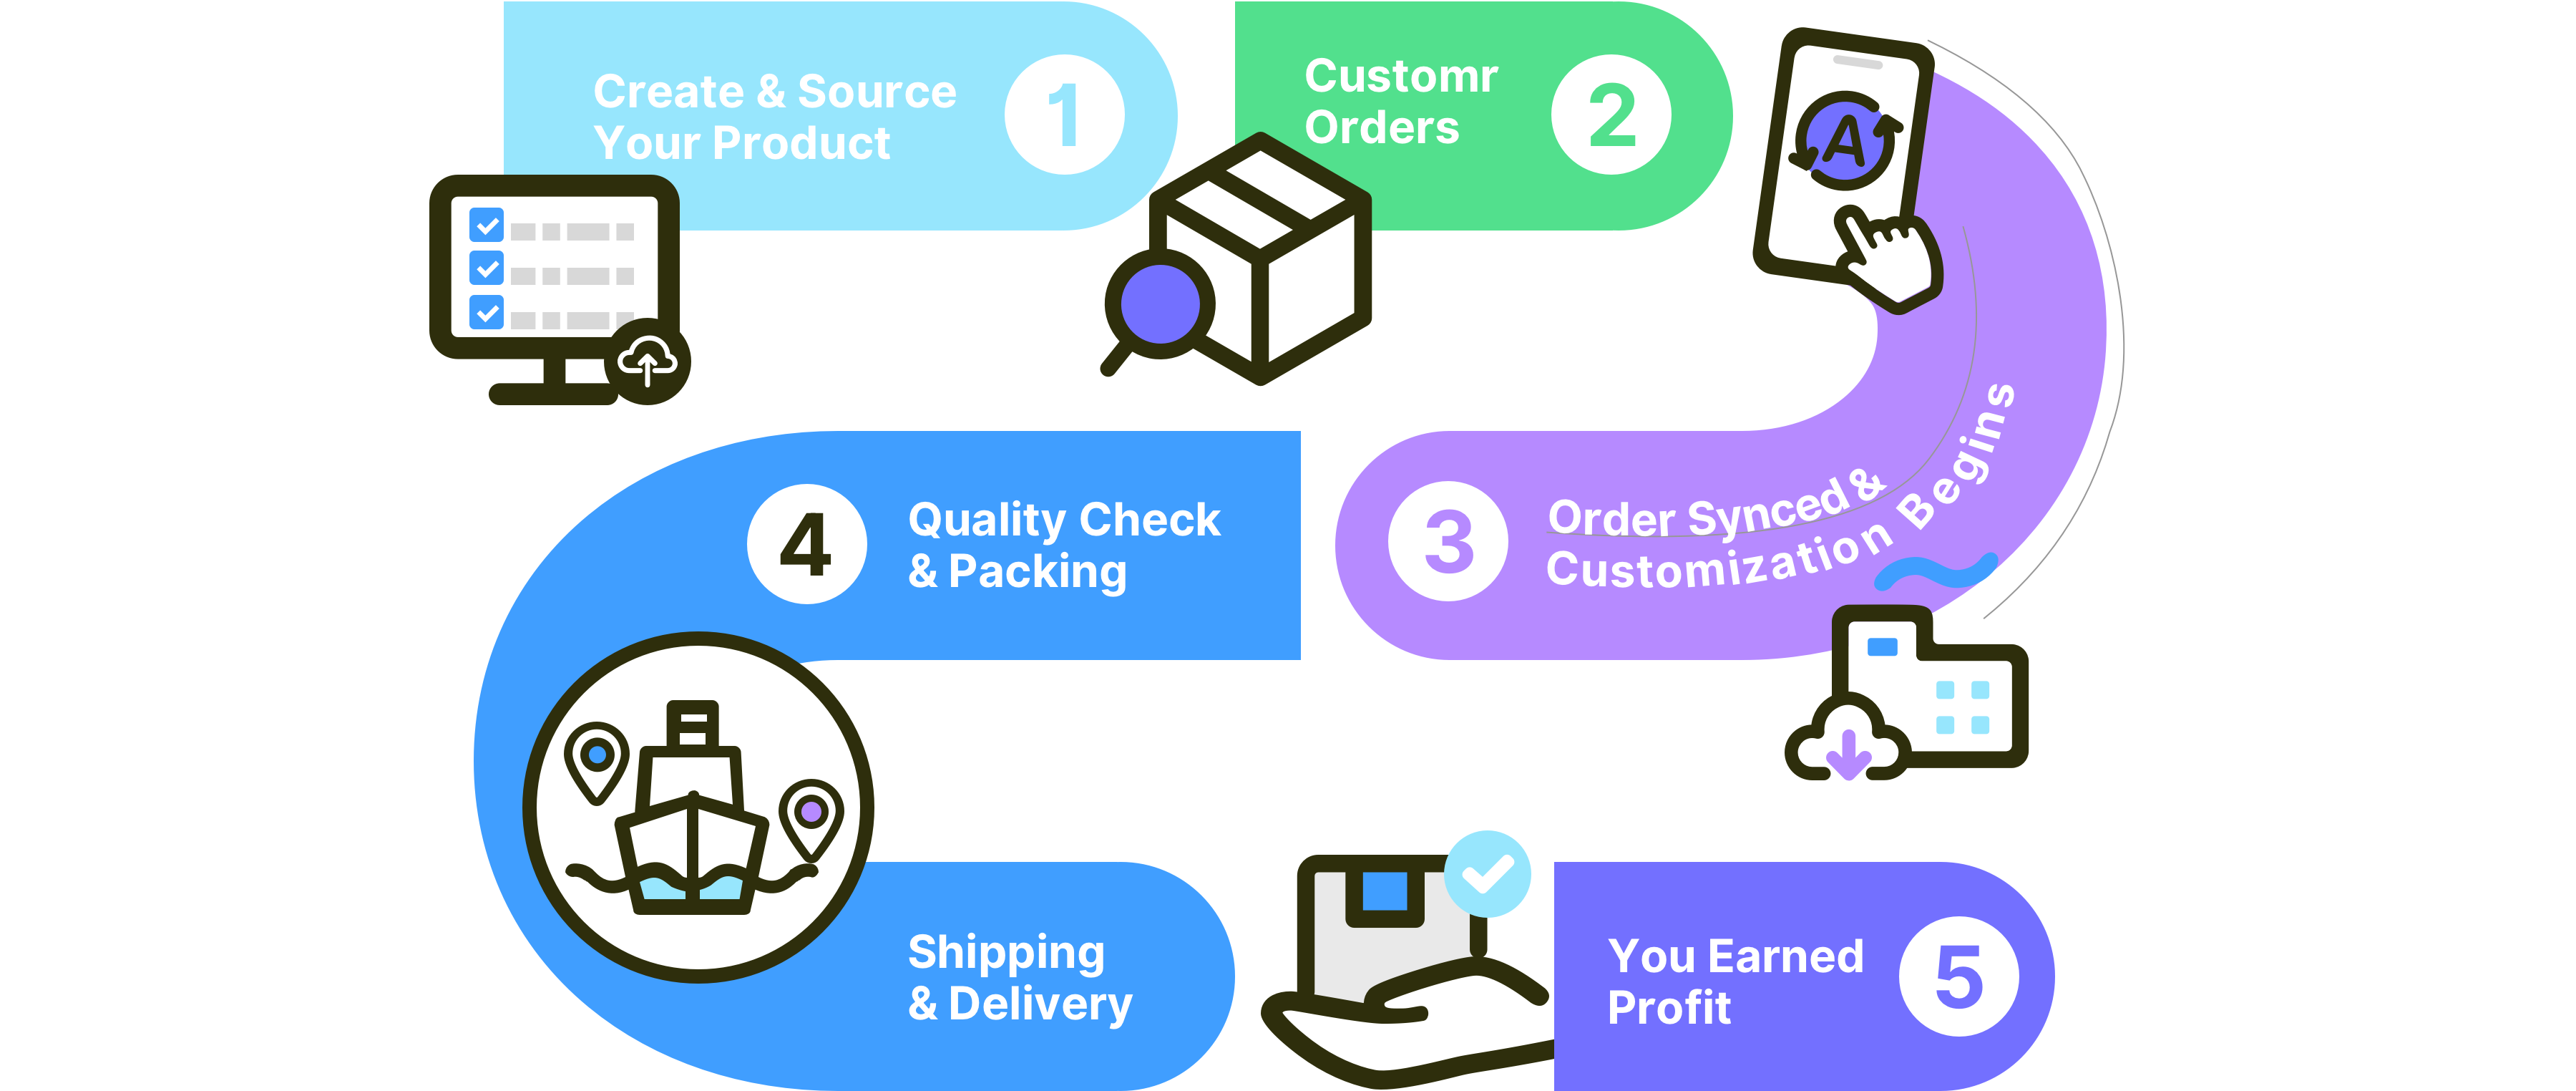 Create & Source
Your Product
1
Customr
Orders
2
A
3
Order Synced &
Customization Begins
4
Quality Check
& Packing
Shipping
& Delivery
You Earned
Profit
5